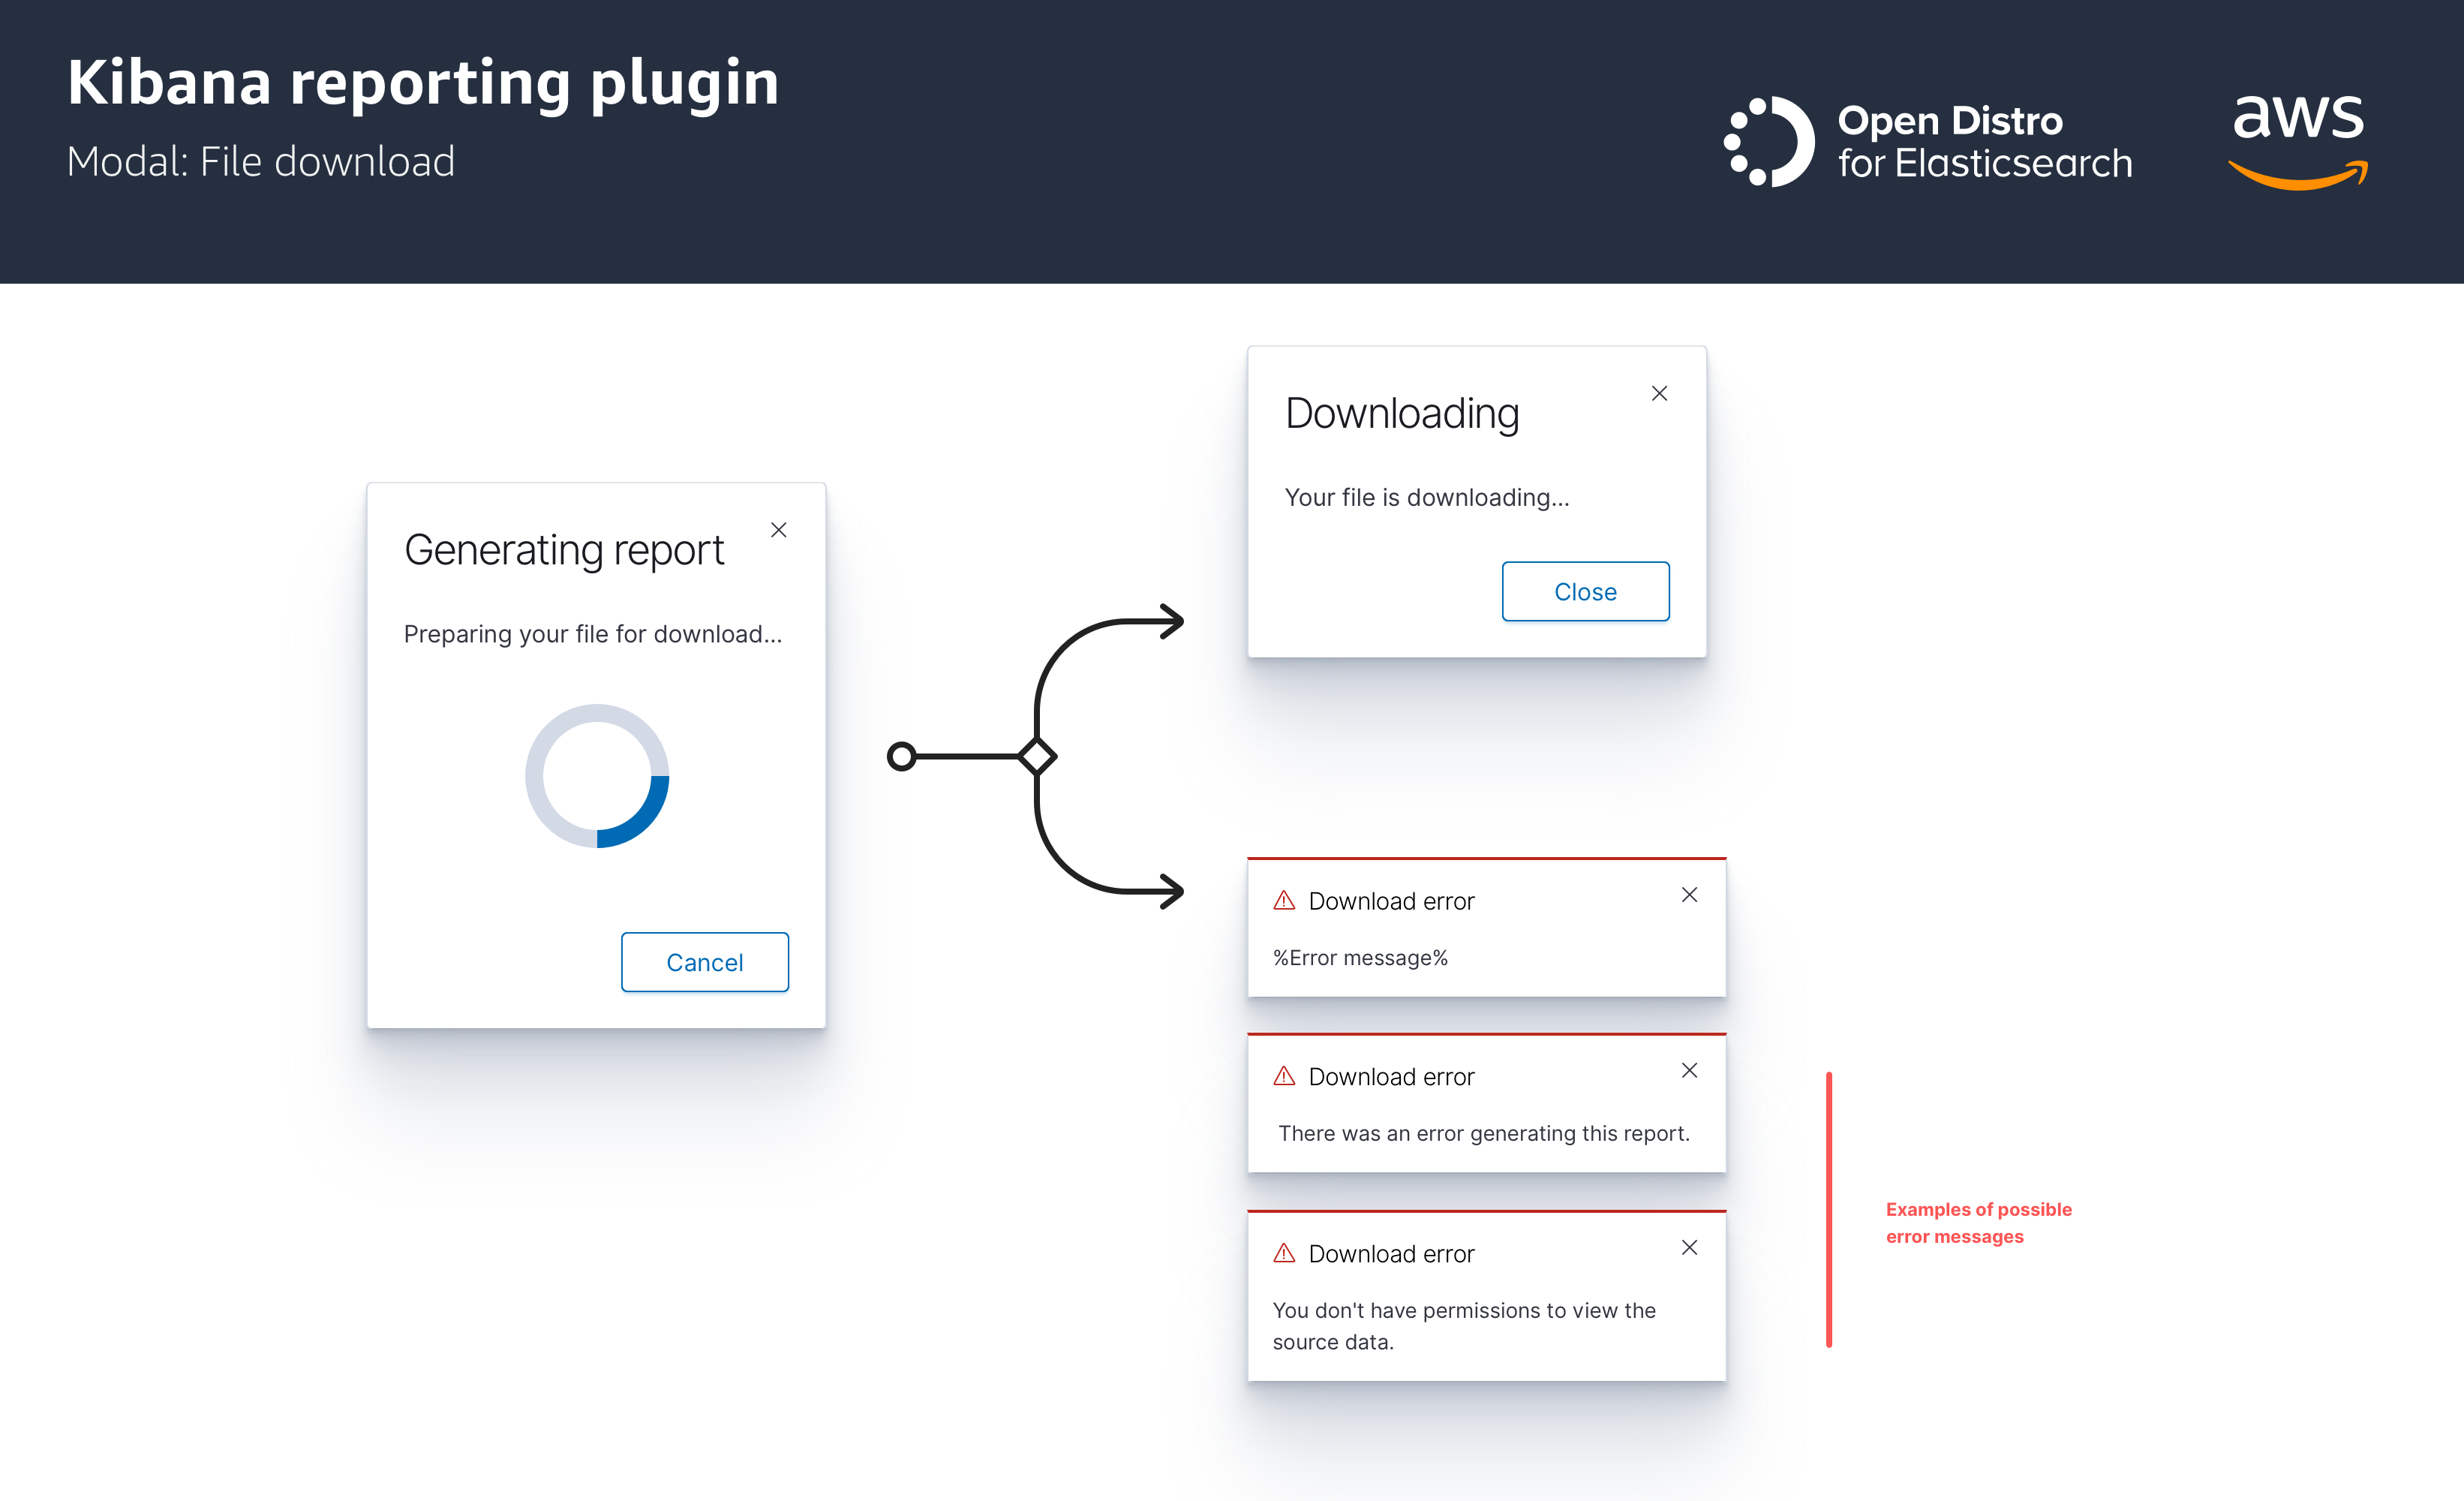 Kibana reporting plugin
Modal: File download
Open Distro
for Elasticsearch
aws
Generating report
Preparing your file for download...
Cancel
Downloading
Your file is downloading...
Close
Download error
%Error message%
Download error
There was an error generating this report.
Download error
You don't have permissions to view the
source data.
Examples of possible
error messages